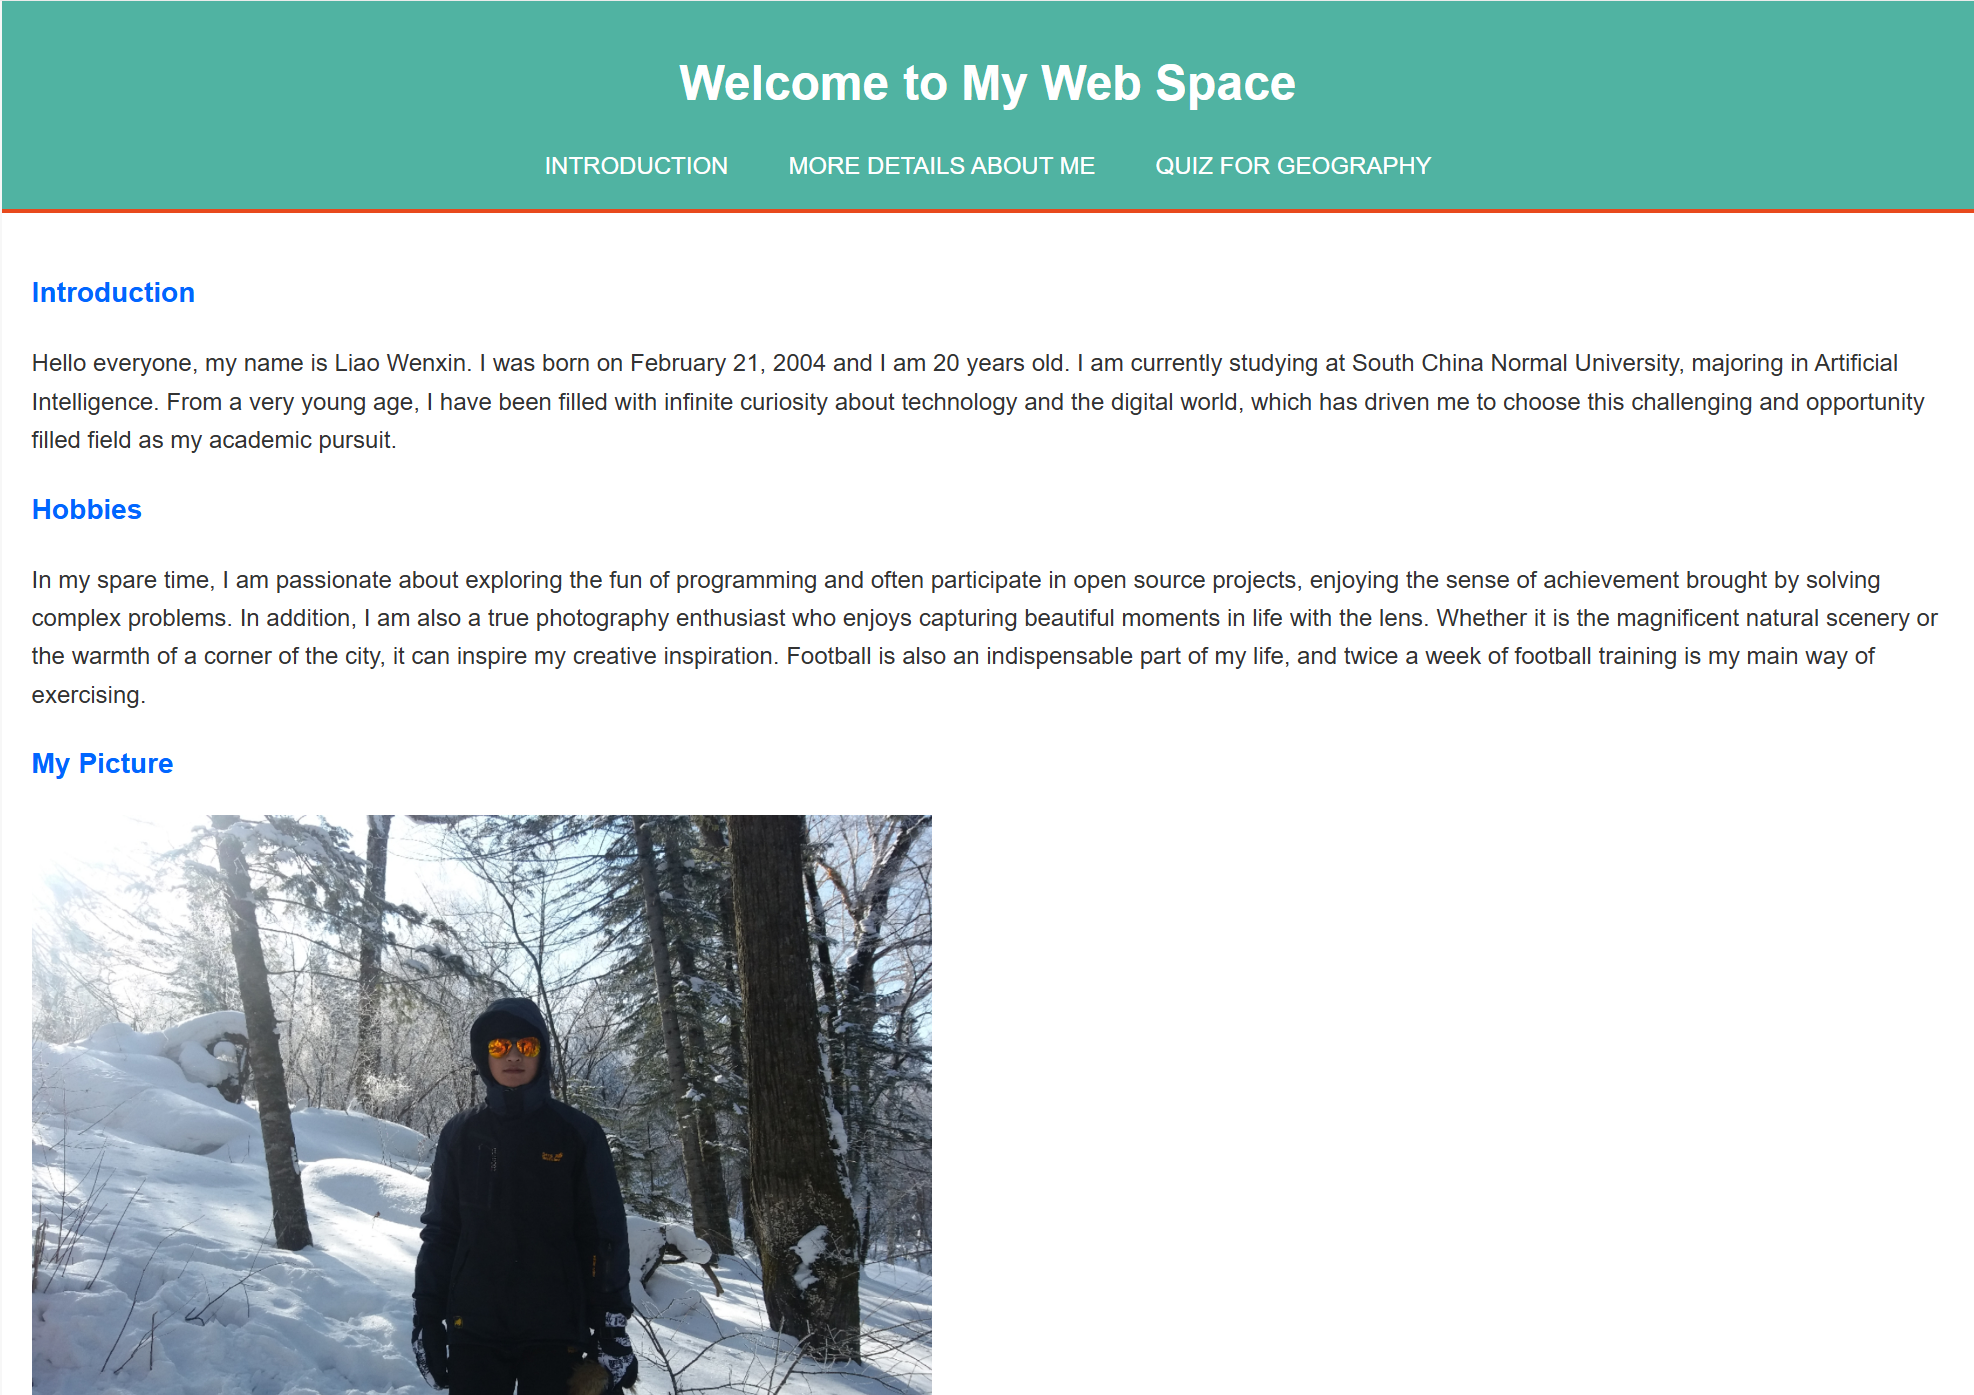 Welcome to My Web Space
INTRODUCTION MORE DETAILS ABOUT ME QUIZ FOR GEOGRAPHY
Introduction
Hello everyone, my name is Liao Wenxin. I was born on February 21, 2004 and I am 20 years old. I am currently studying at South China Normal University, majoring in Artificial
Intelligence. From a very young age, I have been filled with infinite curiosity about technology and the digital world, which has driven me to choose this challenging and opportunity
filled field as my academic pursuit.
Hobbies
In my spare time, I am passionate about exploring the fun of programming and often participate in open source projects, enjoying the sense of achievement brought by solving
complex problems. In addition, I am also a true photography enthusiast who enjoys capturing beautiful moments in life with the lens. Whether it is the magnificent natural scenery or
the warmth of a corner of the city, it can inspire my creative inspiration. Football is also an indispensable part of my life, and twice a week of football training is my main way of
exercising.
My Picture